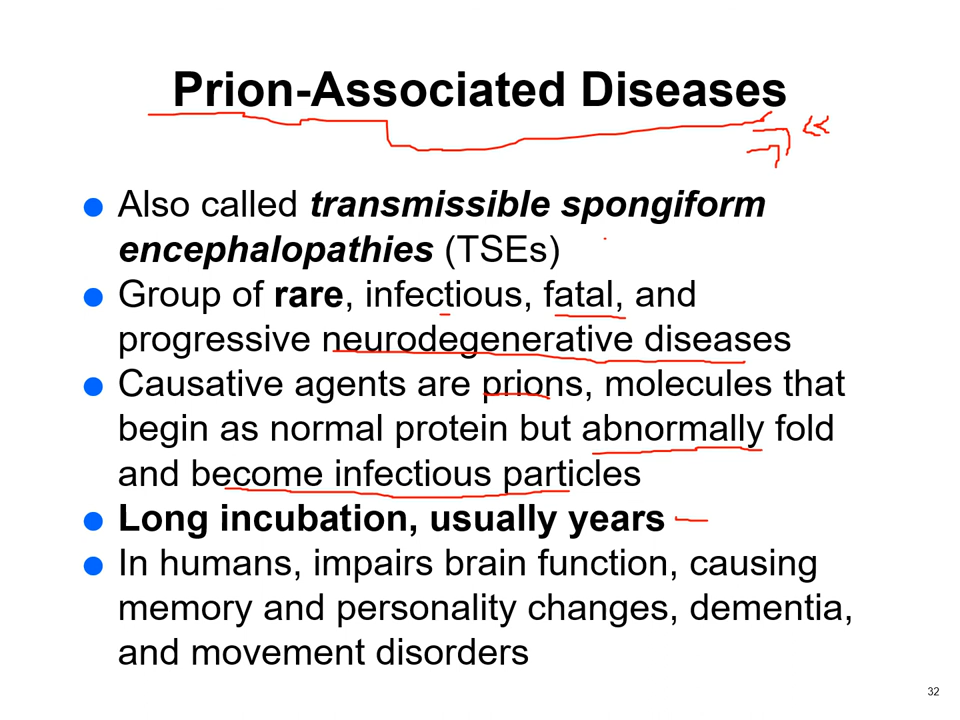 Prion-Associated Diseases
Also called transmissible spongiform
encephalopathies (TSEs)
Group of rare, infectious, fatal, and
progressive neurodegenerative diseases
Causative agents are prions, molecules that
begin as normal protein but abnormally fold
and become infectious particles
Long incubation, usually years
In humans, impairs brain function, causing
memory and personality changes, dementia,
and movement disorders
32